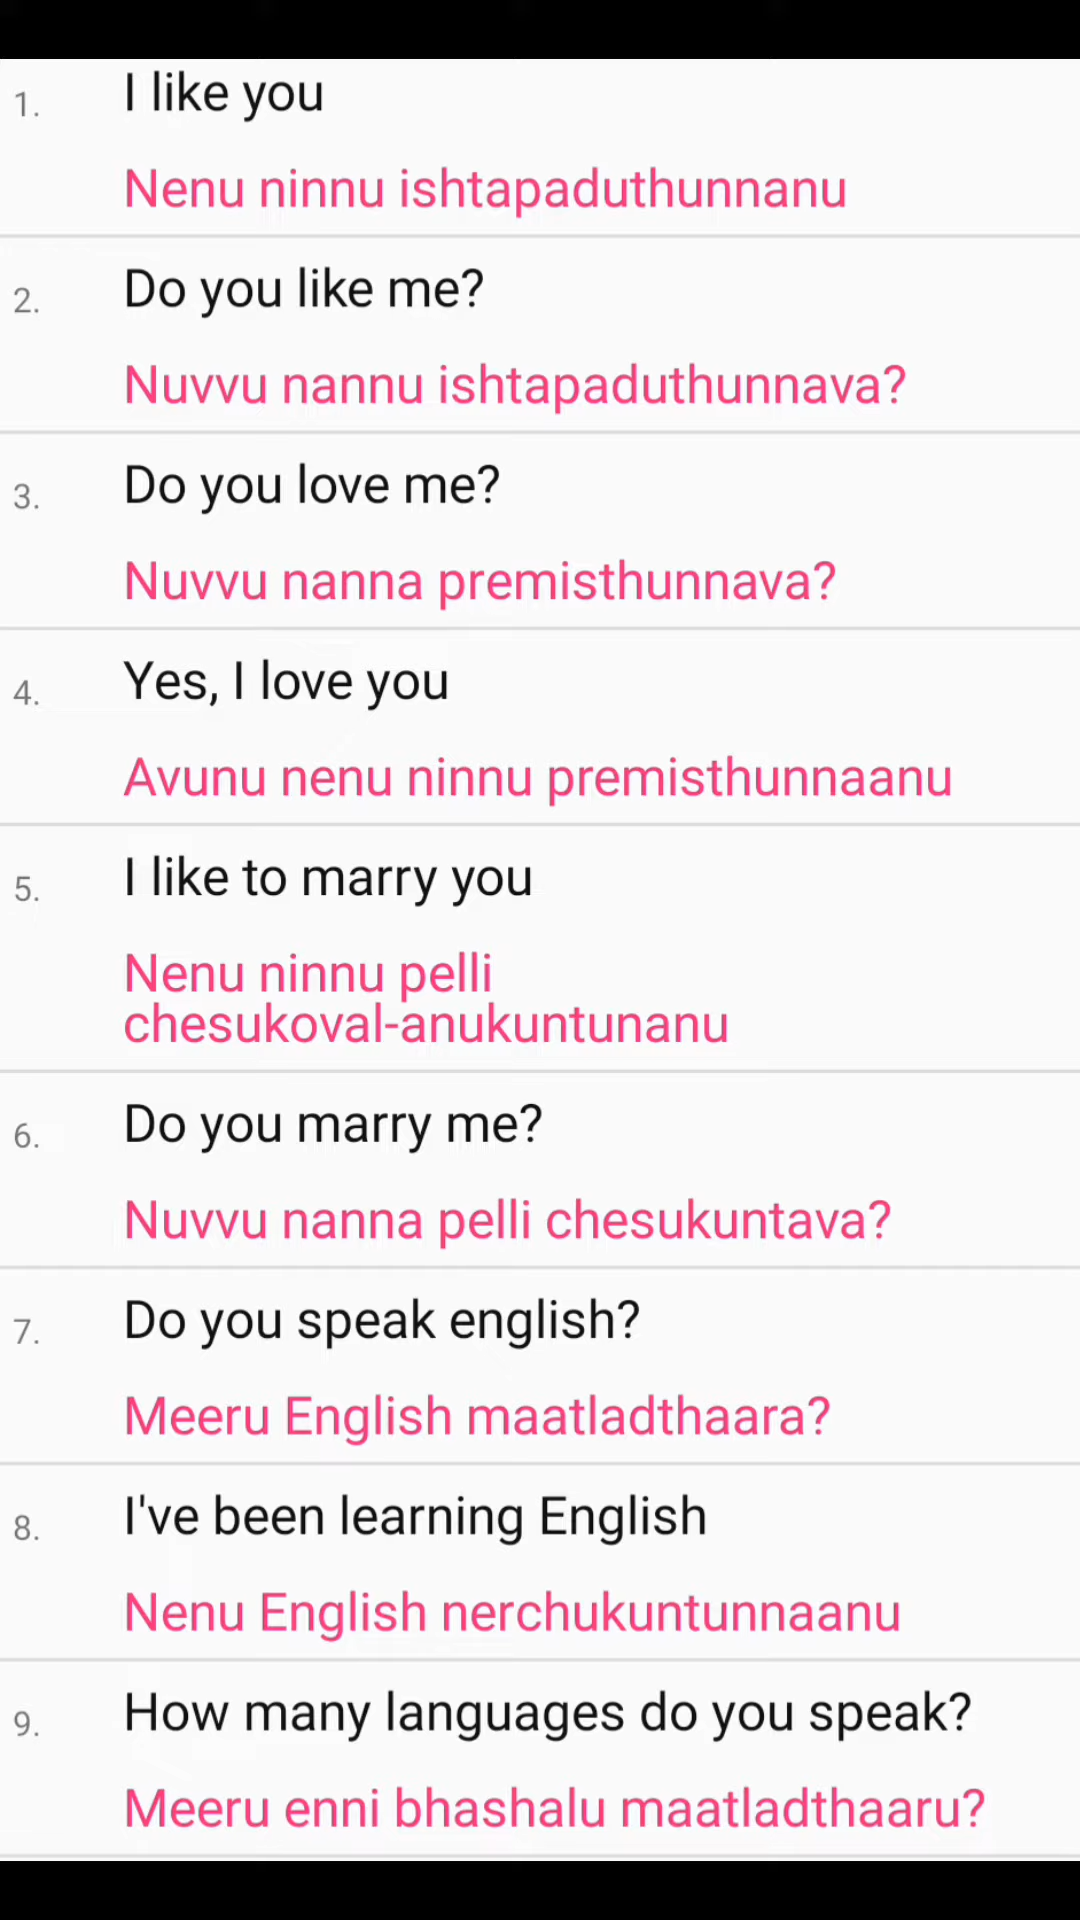 1. I like you
Nenu ninnu ishtapaduthunnanu
2. Do you like me?
Nuvvu nannu ishtapaduthunnava?
3. Do you love me?
Nuvvu nanna premisthunnava?
4. Yes, I love you
Avunu nenu ninnu premisthunnaanu
5. I like to marry you
Nenu ninnu pelli
chesukoval-anukuntunanu
6. Do you marry me?
Nuvvu nanna pelli chesukuntava?
7. Do you speak english?
Meeru English maatladthaara?
8. I've been learning English
Nenu English nerchukuntunnaanu
9. How many languages do you speak?
Meeru enni bhashalu maatladthaaru?